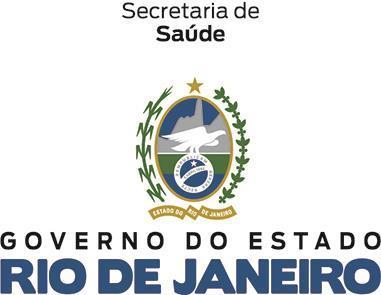 Secretaria de
Saúde
ESTADO DO RIO DE JANEIRO
GOVERNO DO ESTADO
RIO DE JANEIRO